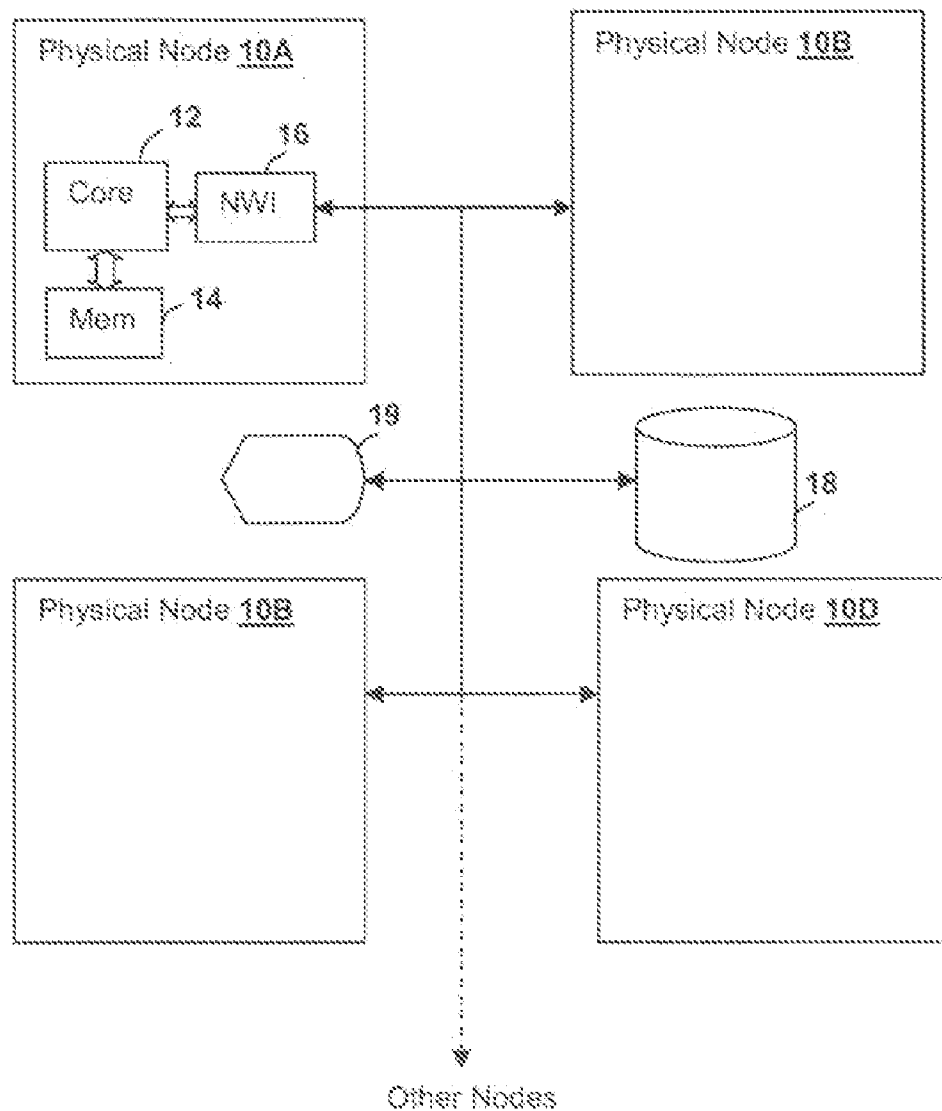 Physical Node 10A
Physical Node 10B
12
16
Core
NWI
14
Mem
19
18
Physical Node 10B
Physical Node 10D
Other Nodes